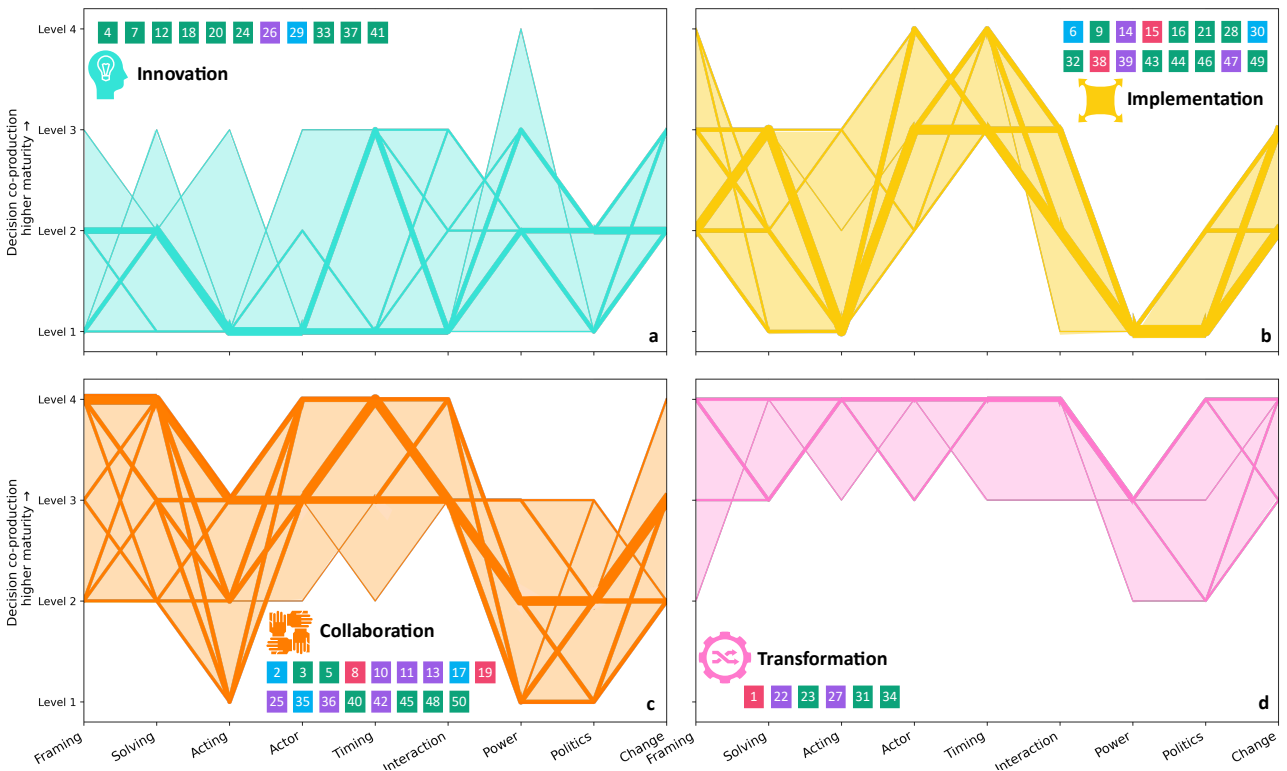 Level 4
Level 3
Level 2
Level 1
Decision co-production
higher maturity →
4 7 12 18 20 24 26 29 33 37 41
Innovation
a
6 9 14 15 16 21 28 30
32 38 39 43 44 46 47 49
Implementation
b
Level 4
Level 3
Level 2
Level 1
Decision co-production
higher maturity →
Collaboration
2 3 5 8 10 11 13 17 19
25 35 36 40 42 45 48 50
c
Transformation
1 22 23 27 31 34
d
Framing Solving Acting Actor Timing Interaction Power Politics Change
Framing Solving Acting Actor Timing Interaction Power Politics Change